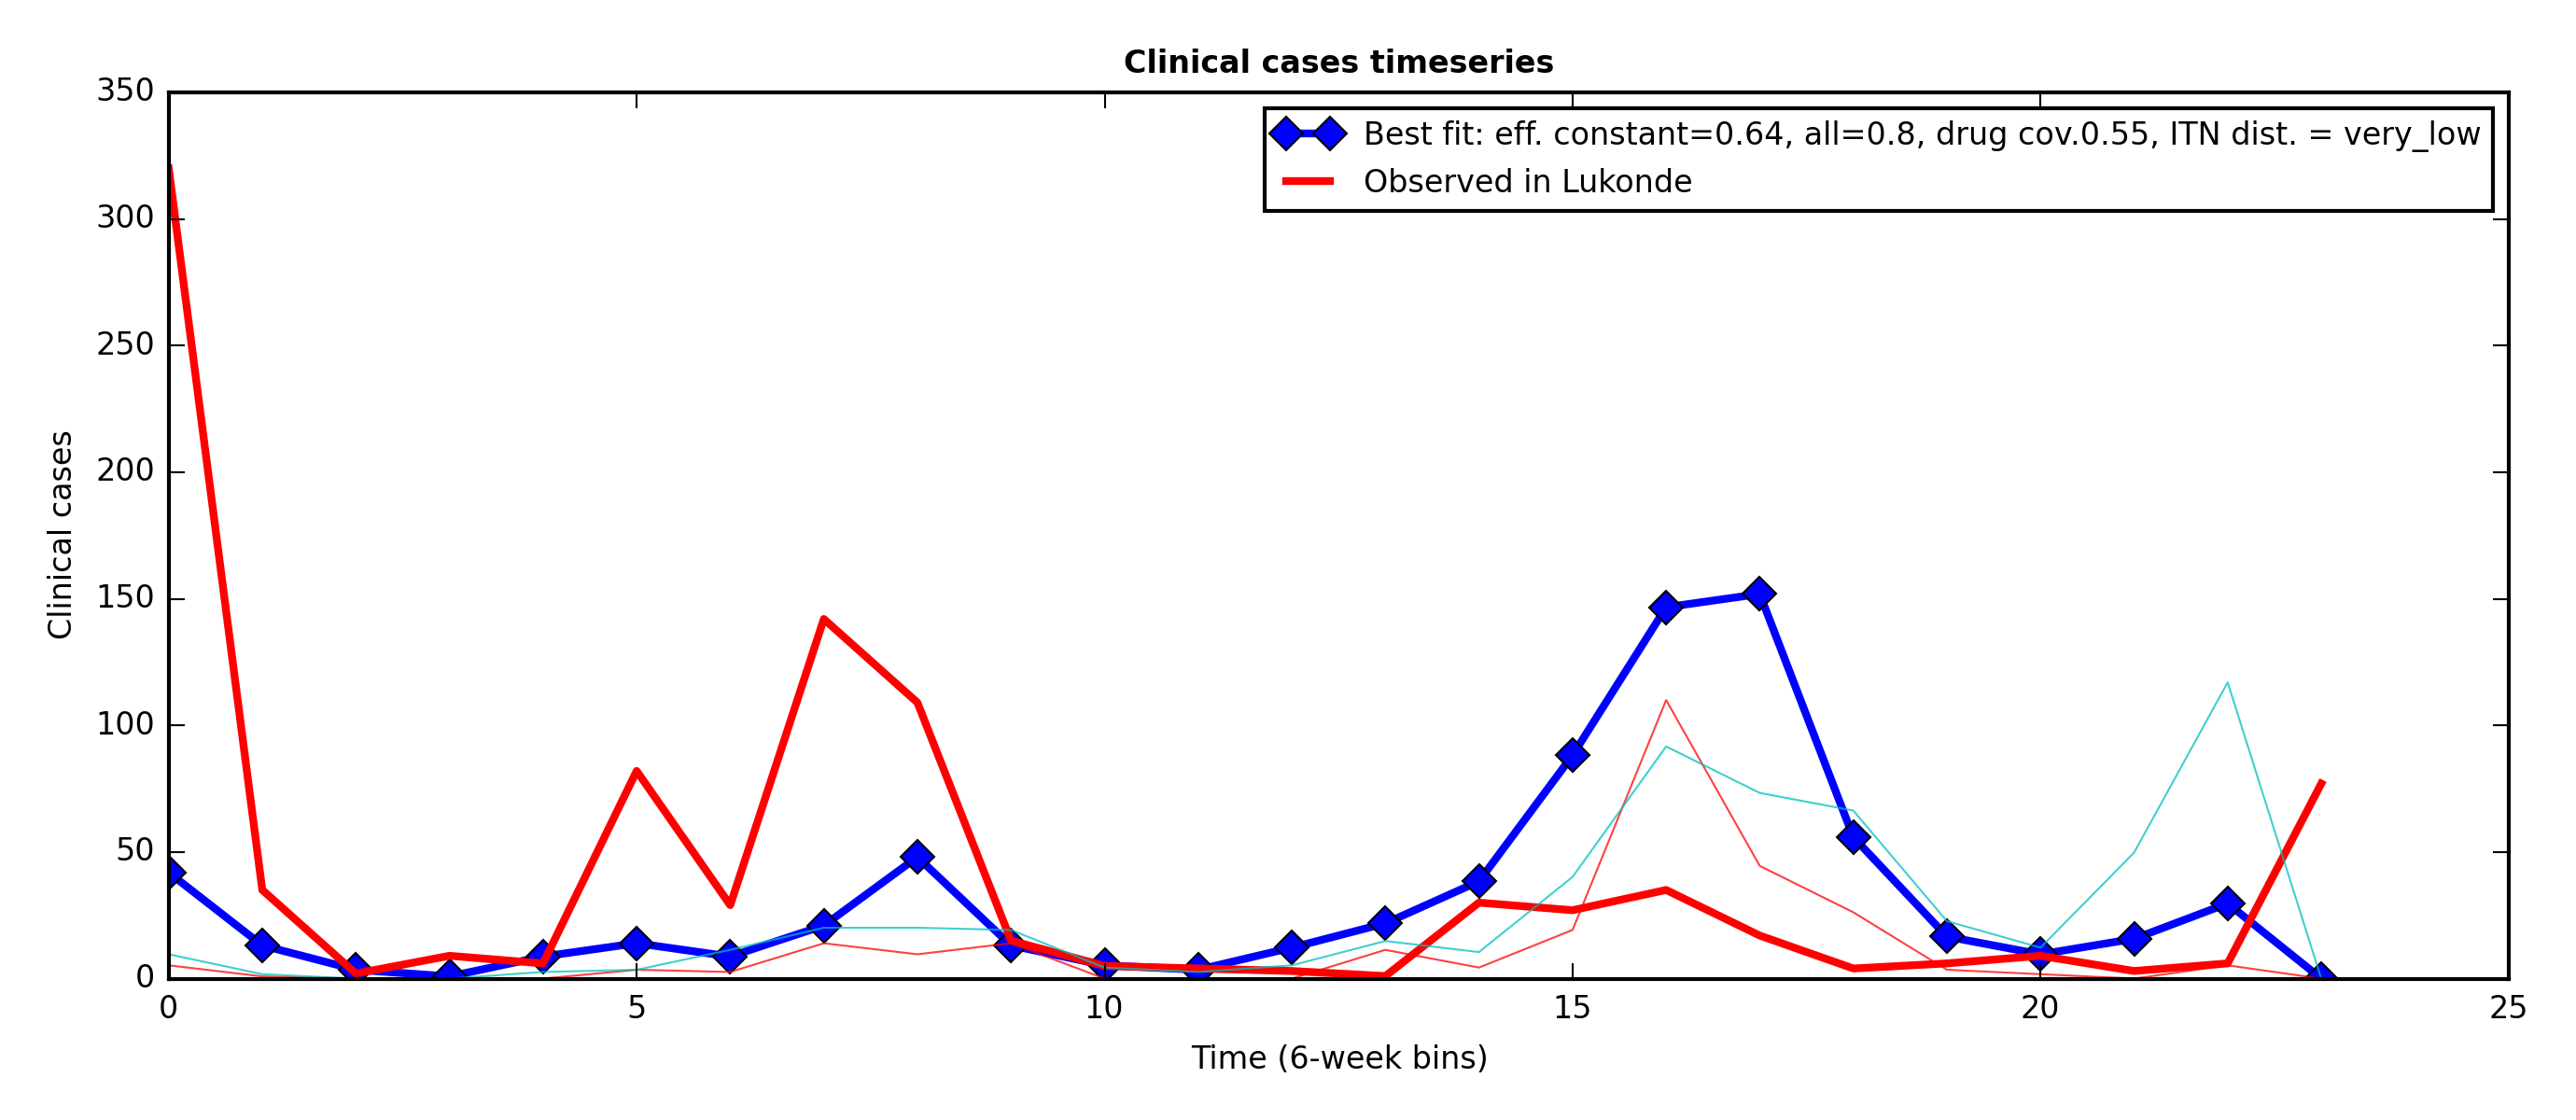 Clinical cases timeseries
350
300
250
200
150
100
50
0
Clinical cases
Best fit: eff. constant=0.64, all=0.8, drug cov.0.55, ITN dist. = very_low
Observed in Lukonde
0 5 10 15 20 25
Time (6-week bins)